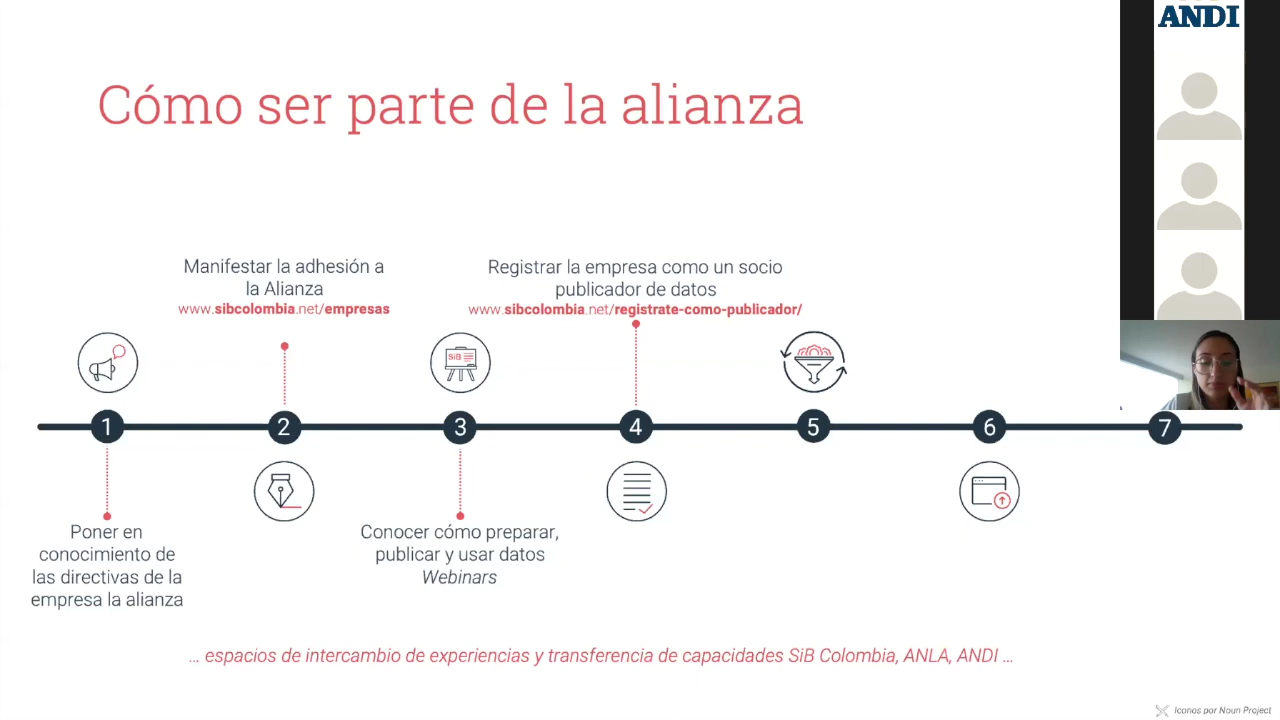 ANDI
Cómo ser parte de la alianza
Manifestar la adhesión a
la Alianza
www.sibcolombia.net/empresas
Registrar la empresa como un socio
publicador de datos
www.sibcolombia.net/registrate-como-publicador/
SiB
1
2
3
4
5
6
7
Poner en
conocimiento de
las directivas de la
empresa la alianza
Conocer cómo preparar,
publicar y usar datos
Webinars
... espacios de intercambio de experiencias y transferencia de capacidades SiB Colombia, ANLA, ANDI ...
Iconos por Noun Project